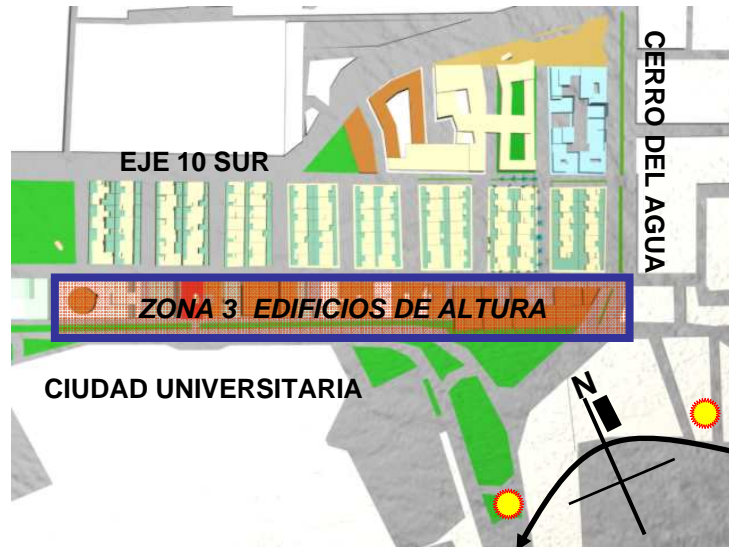 CERRO DEL AGUA
EJE 10 SUR
ZONA 3 EDIFICIOS DE ALTURA
CIUDAD UNIVERSITARIA
N